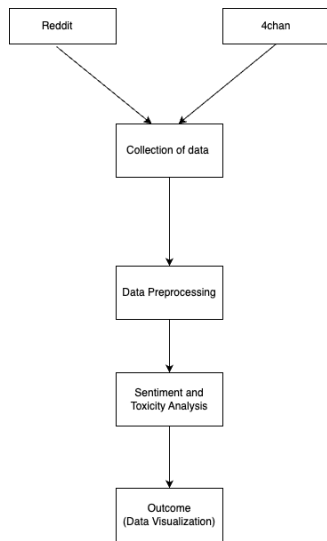 Reddit
4chan
Collection of data
Data Preprocessing
Sentiment and
Toxicity Analysis
Outcome
(Data Visualization)